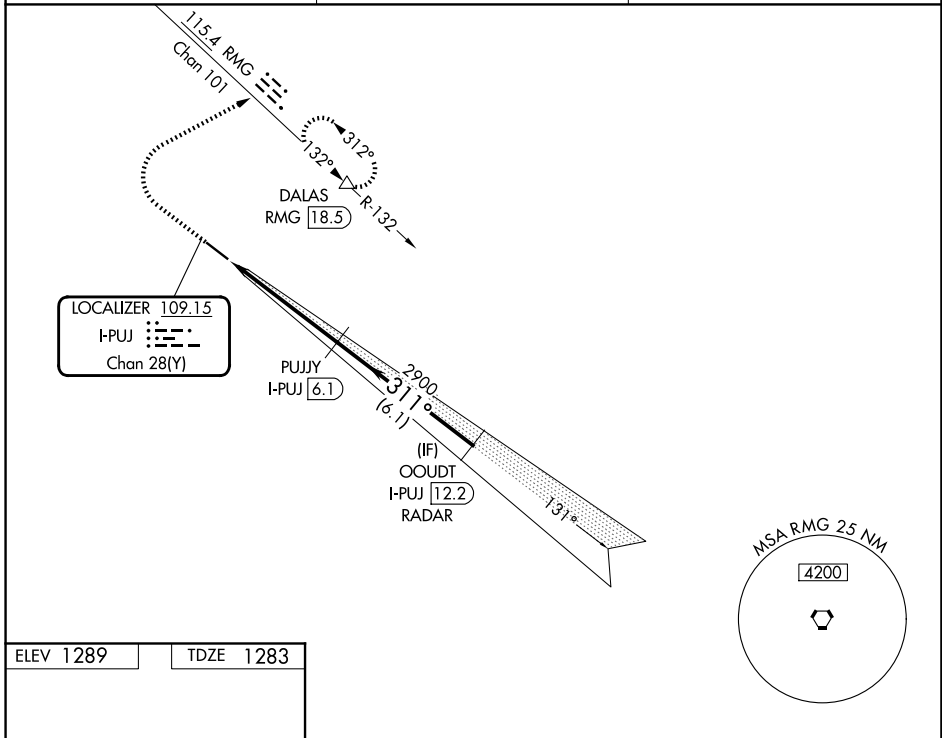 115.4 RMG
Chan 101
312°
132°
DALAS
RMG 18.5
R-132
LOCALIZER 109.15
I-PUJ
Chan 28(Y)
PUJJY
I-PUJ 6.1
2900
311°
(6.1)
(IF)
OOUDT
I-PUJ 12.2
RADAR
131°
MSA RMG 25 NM
4200
ELEV 1289
TDZE 1283